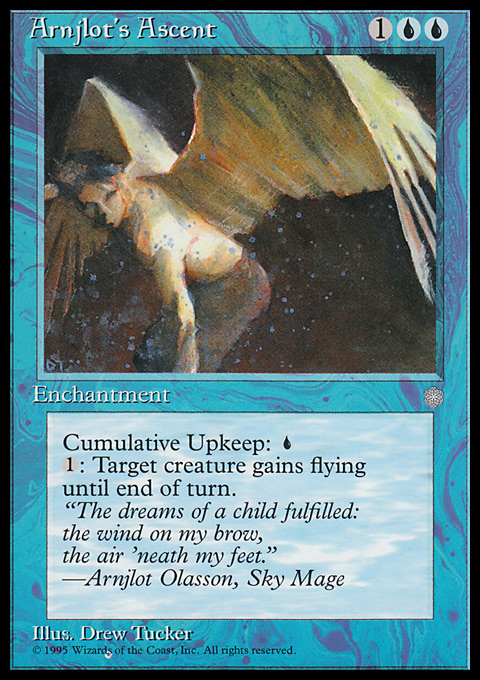 Arnjlot's Ascent 1
Enchantment
Cumulative Upkeep:
1: Target creature gains flying
until end of turn.
"The dreams of a child fulfilled:
the wind on my brow,
the air 'neath my feet."
—Arnjlot Olasson, Sky Mage
Illus. Drew Tucker
© 1995 Wizards of the Coast, Inc. All rights reserved.
DT